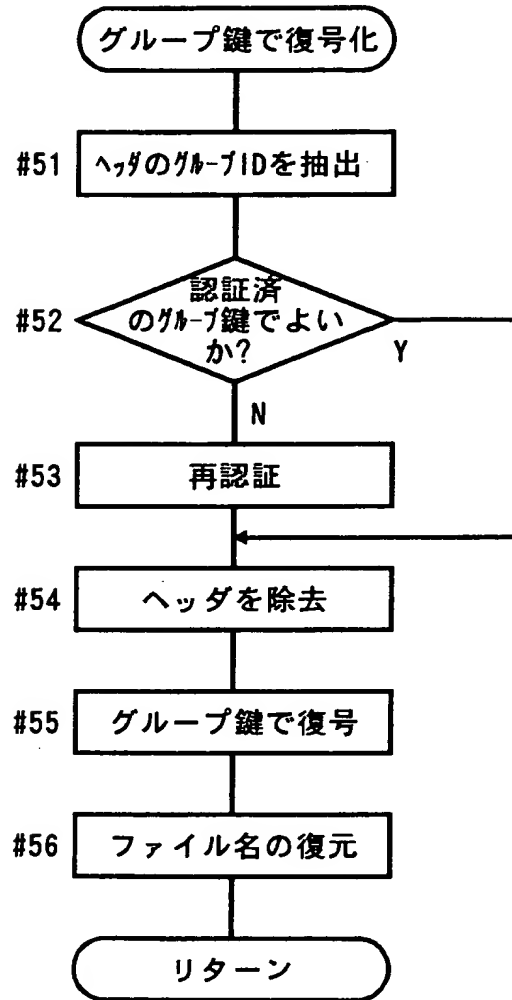 グループ鍵で復号化
#51
ヘッダのグループIDを抽出
#52
認証済
のグループ鍵でよい
か?
Y
N
#53
再認証
#54
ヘッダを除去
#55
グループ鍵で復号
#56
ファイル名の復元
リターン